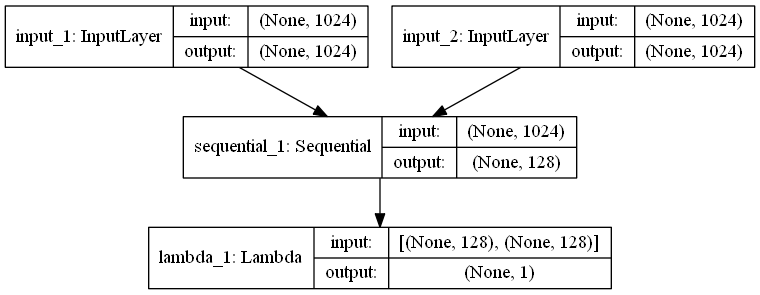 input_1: InputLayer input: (None, 1024) output: (None, 1024)
input_2: InputLayer input: (None, 1024) output: (None, 1024)
sequential_1: Sequential input: (None, 1024) output: (None, 128)
lambda_1: Lambda input: [(None, 128), (None, 128)] output: (None, 1)